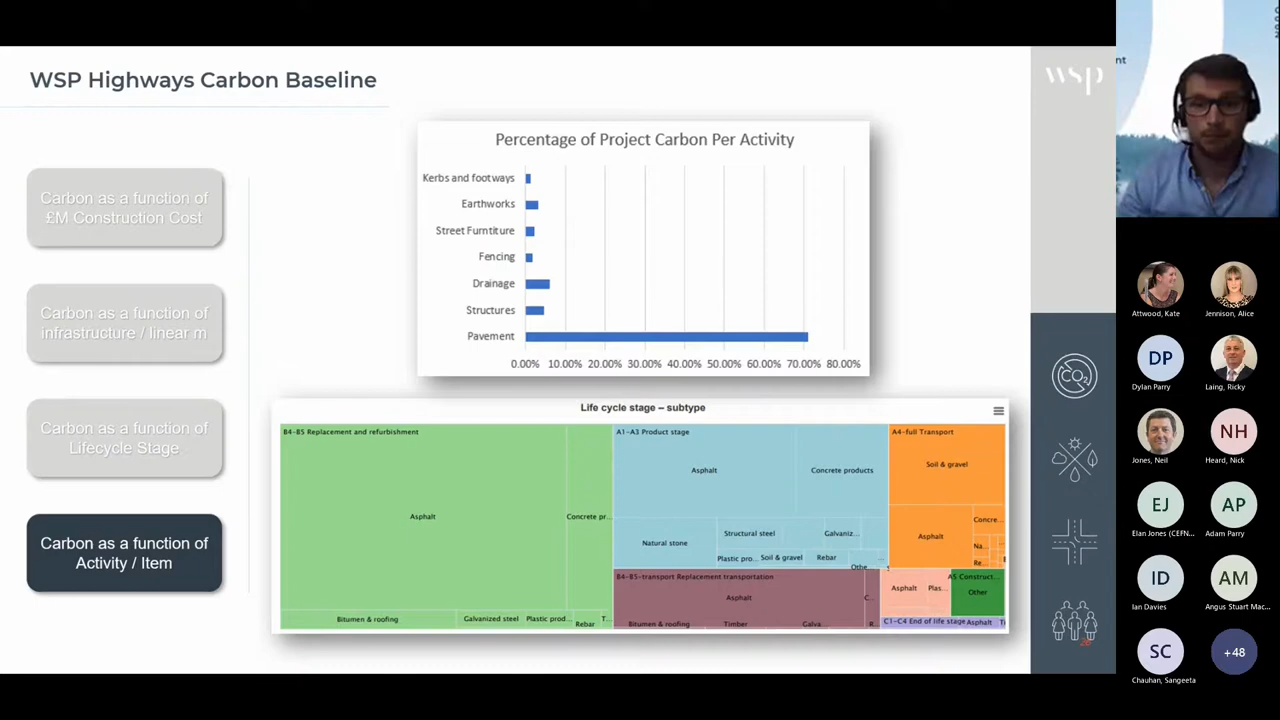 WSP Highways Carbon Baseline
wsp
Carbon as a function of
£M Construction Cost
Carbon as a function of
infrastructure / linear m
Carbon as a function of
Lifecycle Stage
Carbon as a function of
Activity / Item
Percentage of Project Carbon Per Activity
Kerbs and footways
Earthworks
Street Furntiture
Fencing
Drainage
Structures
Pavement
0.00% 10.00% 20.00% 30.00% 40.00% 50.00% 60.00% 70.00% 80.00%
Life cycle stage – subtype
B4-B5 Replacement and refurbishment
Asphalt
Concrete pr...
Bitumen & roofing
Galvanized steel
Plastic prod...
Rebar
T...
A1-A3 Product stage
Asphalt
Concrete products
Natural stone
Structural steel
Galvaniz...
Plastic pro...
Soil & gravel
Rebar
Othe...
...
A4-full Transport
Soil & gravel
Asphalt
Concre...
Na...
...
Re...
B4-B5-transport Replacement transportation
Asphalt
C...
Bitumen & roofing
Timber
Galva...
R...
Asphalt
Plas...
A5 Construct...
Other
C1-C4 End of life stage
Asphalt
CO2
Attwood, Kate
Jennison, Alice
DP
Dylan Parry
Laing, Ricky
Jones, Neil
NH
Heard, Nick
EJ
Elan Jones (CEFN...
AP
Adam Parry
ID
Ian Davies
AM
Angus Stuart Mac...
SC
Chauhan, Sangeeta
+48